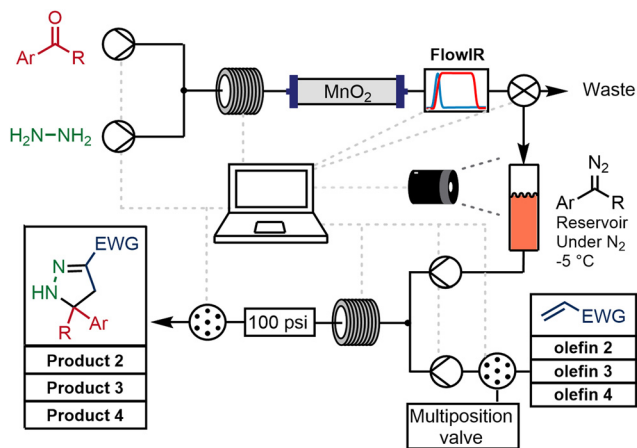 O
Ar R
H₂N-NH₂
MnO₂
FlowIR
Waste
N₂
Ar R
Reservoir
Under N₂
-5 °C
EWG
N
HN
R
Ar
Product 2
Product 3
Product 4
100 psi
EWG
olefin 2
olefin 3
olefin 4
Multiposition
valve